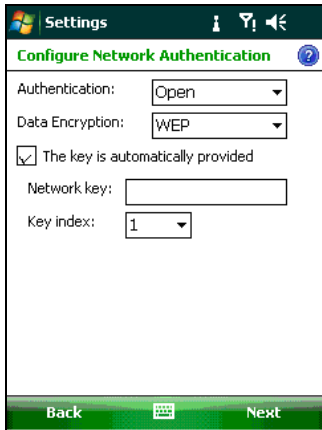 Settings
Configure Network Authentication
Authentication: Open
Data Encryption: WEP
The key is automatically provided
Network key:
Key index: 1
Back Next